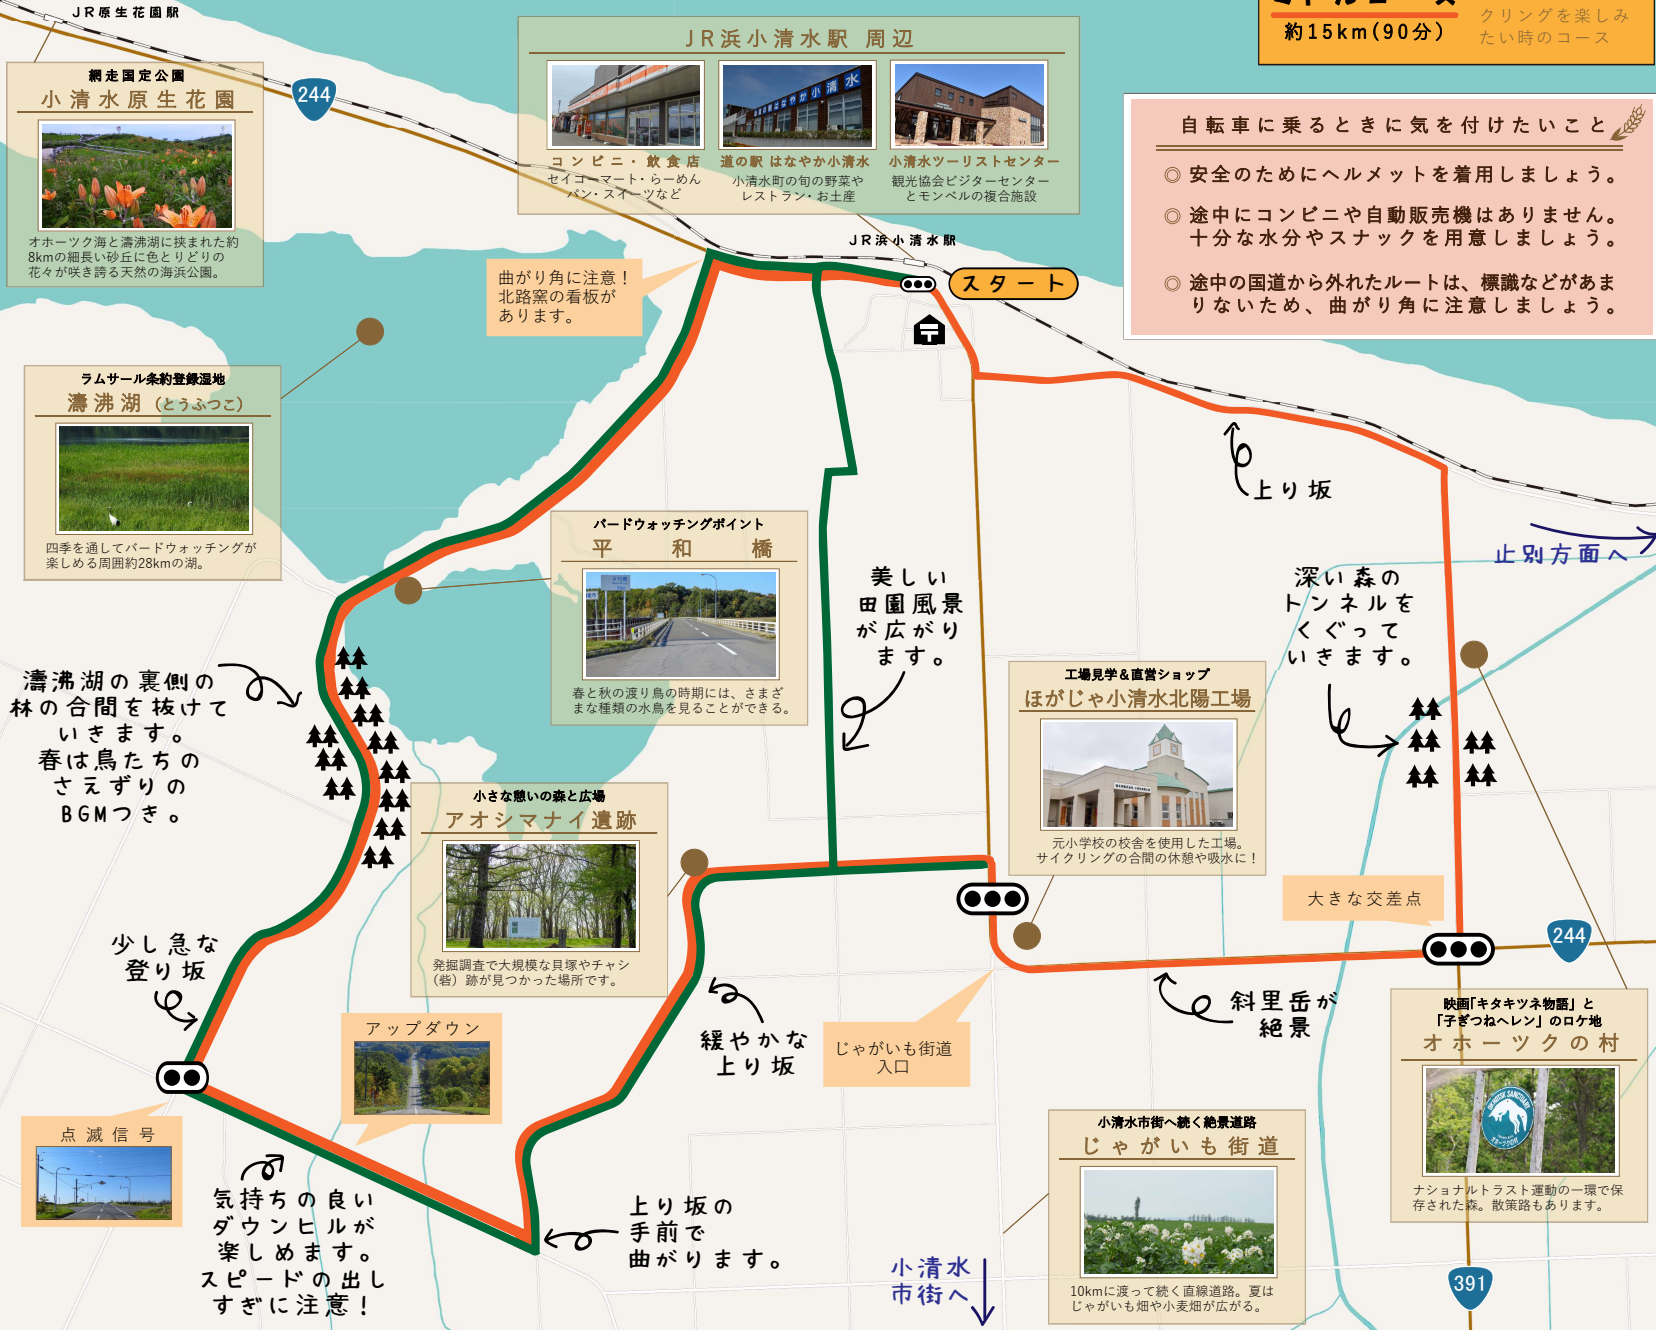 JR原生花園駅
約15km(90分)
クリングを楽しみ
たい時のコース
網走国定公園
小清水原生花園
オホーツク海と濤沸湖に挟まれた約
8kmの細長い砂丘に色とりどりの
花々が咲き誇る天然の海浜公園。
244
JR浜小清水駅 周辺
コンビニ・飲食店
セイコーマート・らーめん
パン・スイーツなど
道の駅 はなやか小清水
小清水町の旬の野菜や
レストラン・お土産
小清水ツーリストセンター
観光協会ビジターセンター
とモンベルの複合施設
自転車に乗るときに気を付けたいこと
◎ 安全のためにヘルメットを着用しましょう。
◎ 途中にコンビニや自動販売機はありません。
十分な水分やスナックを用意しましょう。
◎ 途中の国道から外れたルートは、標識などがあま
りないため、曲がり角に注意しましょう。
JR浜小清水駅
スタート
曲がり角に注意！
北路窯の看板が
あります。
ラムサール条約登録湿地
濤沸湖（とうふつこ）
四季を通してバードウォッチングが
楽しめる周囲約28kmの湖。
上り坂
止別方面へ
バードウォッチングポイント
平和橋
春と秋の渡り鳥の時期には、さまざ
まな種類の水鳥を見ることができる。
美しい
田園風景
が広がり
ます。
深い森の
トンネルを
くぐって
いきます。
濤沸湖の裏側の
林の合間を抜けて
いきます。
春は鳥たちの
さえずりの
BGMつき。
工場見学＆直営ショップ
ほがじゃ小清水北陽工場
元小学校の校舎を使用した工場。
サイクリングの合間の休憩や吸水に！
小さな憩いの森と広場
アオシマナイ遺跡
発掘調査で大規模な貝塚やチャシ
（砦）跡が見つかった場所です。
大きな交差点
244
少し急な
登り坂
アップダウン
緩やかな
上り坂
じゃがいも街道
入口
斜里岳が
絶景
映画「キタキツネ物語」と
「子ぎつねヘレン」のロケ地
オホーツクの村
ナショナルトラスト運動の一環で保
存された森。散策路もあります。
点滅信号
気持ちの良い
ダウンヒルが
楽しめます。
スピードの出し
すぎに注意！
上り坂の
手前で
曲がります。
小清水
市街へ
小清水市街へ続く絶景道路
じゃがいも街道
10kmに渡って続く直線道路。夏は
じゃがいも畑や小麦畑が広がる。
391